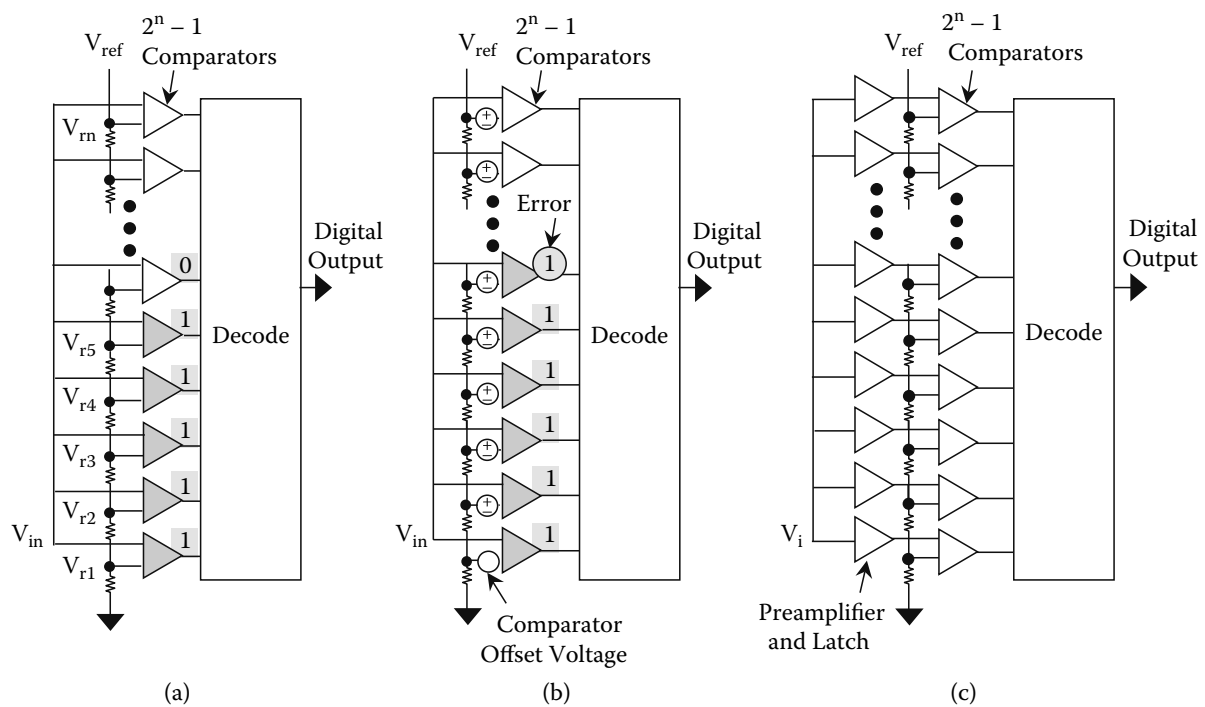 2ⁿ – 1
Comparators
V_ref
V_rn
0
1
V_r5
1
V_r4
1
V_r3
1
V_r2
1
V_in
V_r1
Decode
Digital
Output
(a)
2ⁿ – 1
Comparators
V_ref
+
–
+
–
Error
1
+
–
1
+
–
1
+
–
1
+
–
1
+
–
1
V_in
Decode
Digital
Output
Comparator
Offset Voltage
(b)
2ⁿ – 1
Comparators
V_ref
Decode
Digital
Output
V_i
Preamplifier
and Latch
(c)